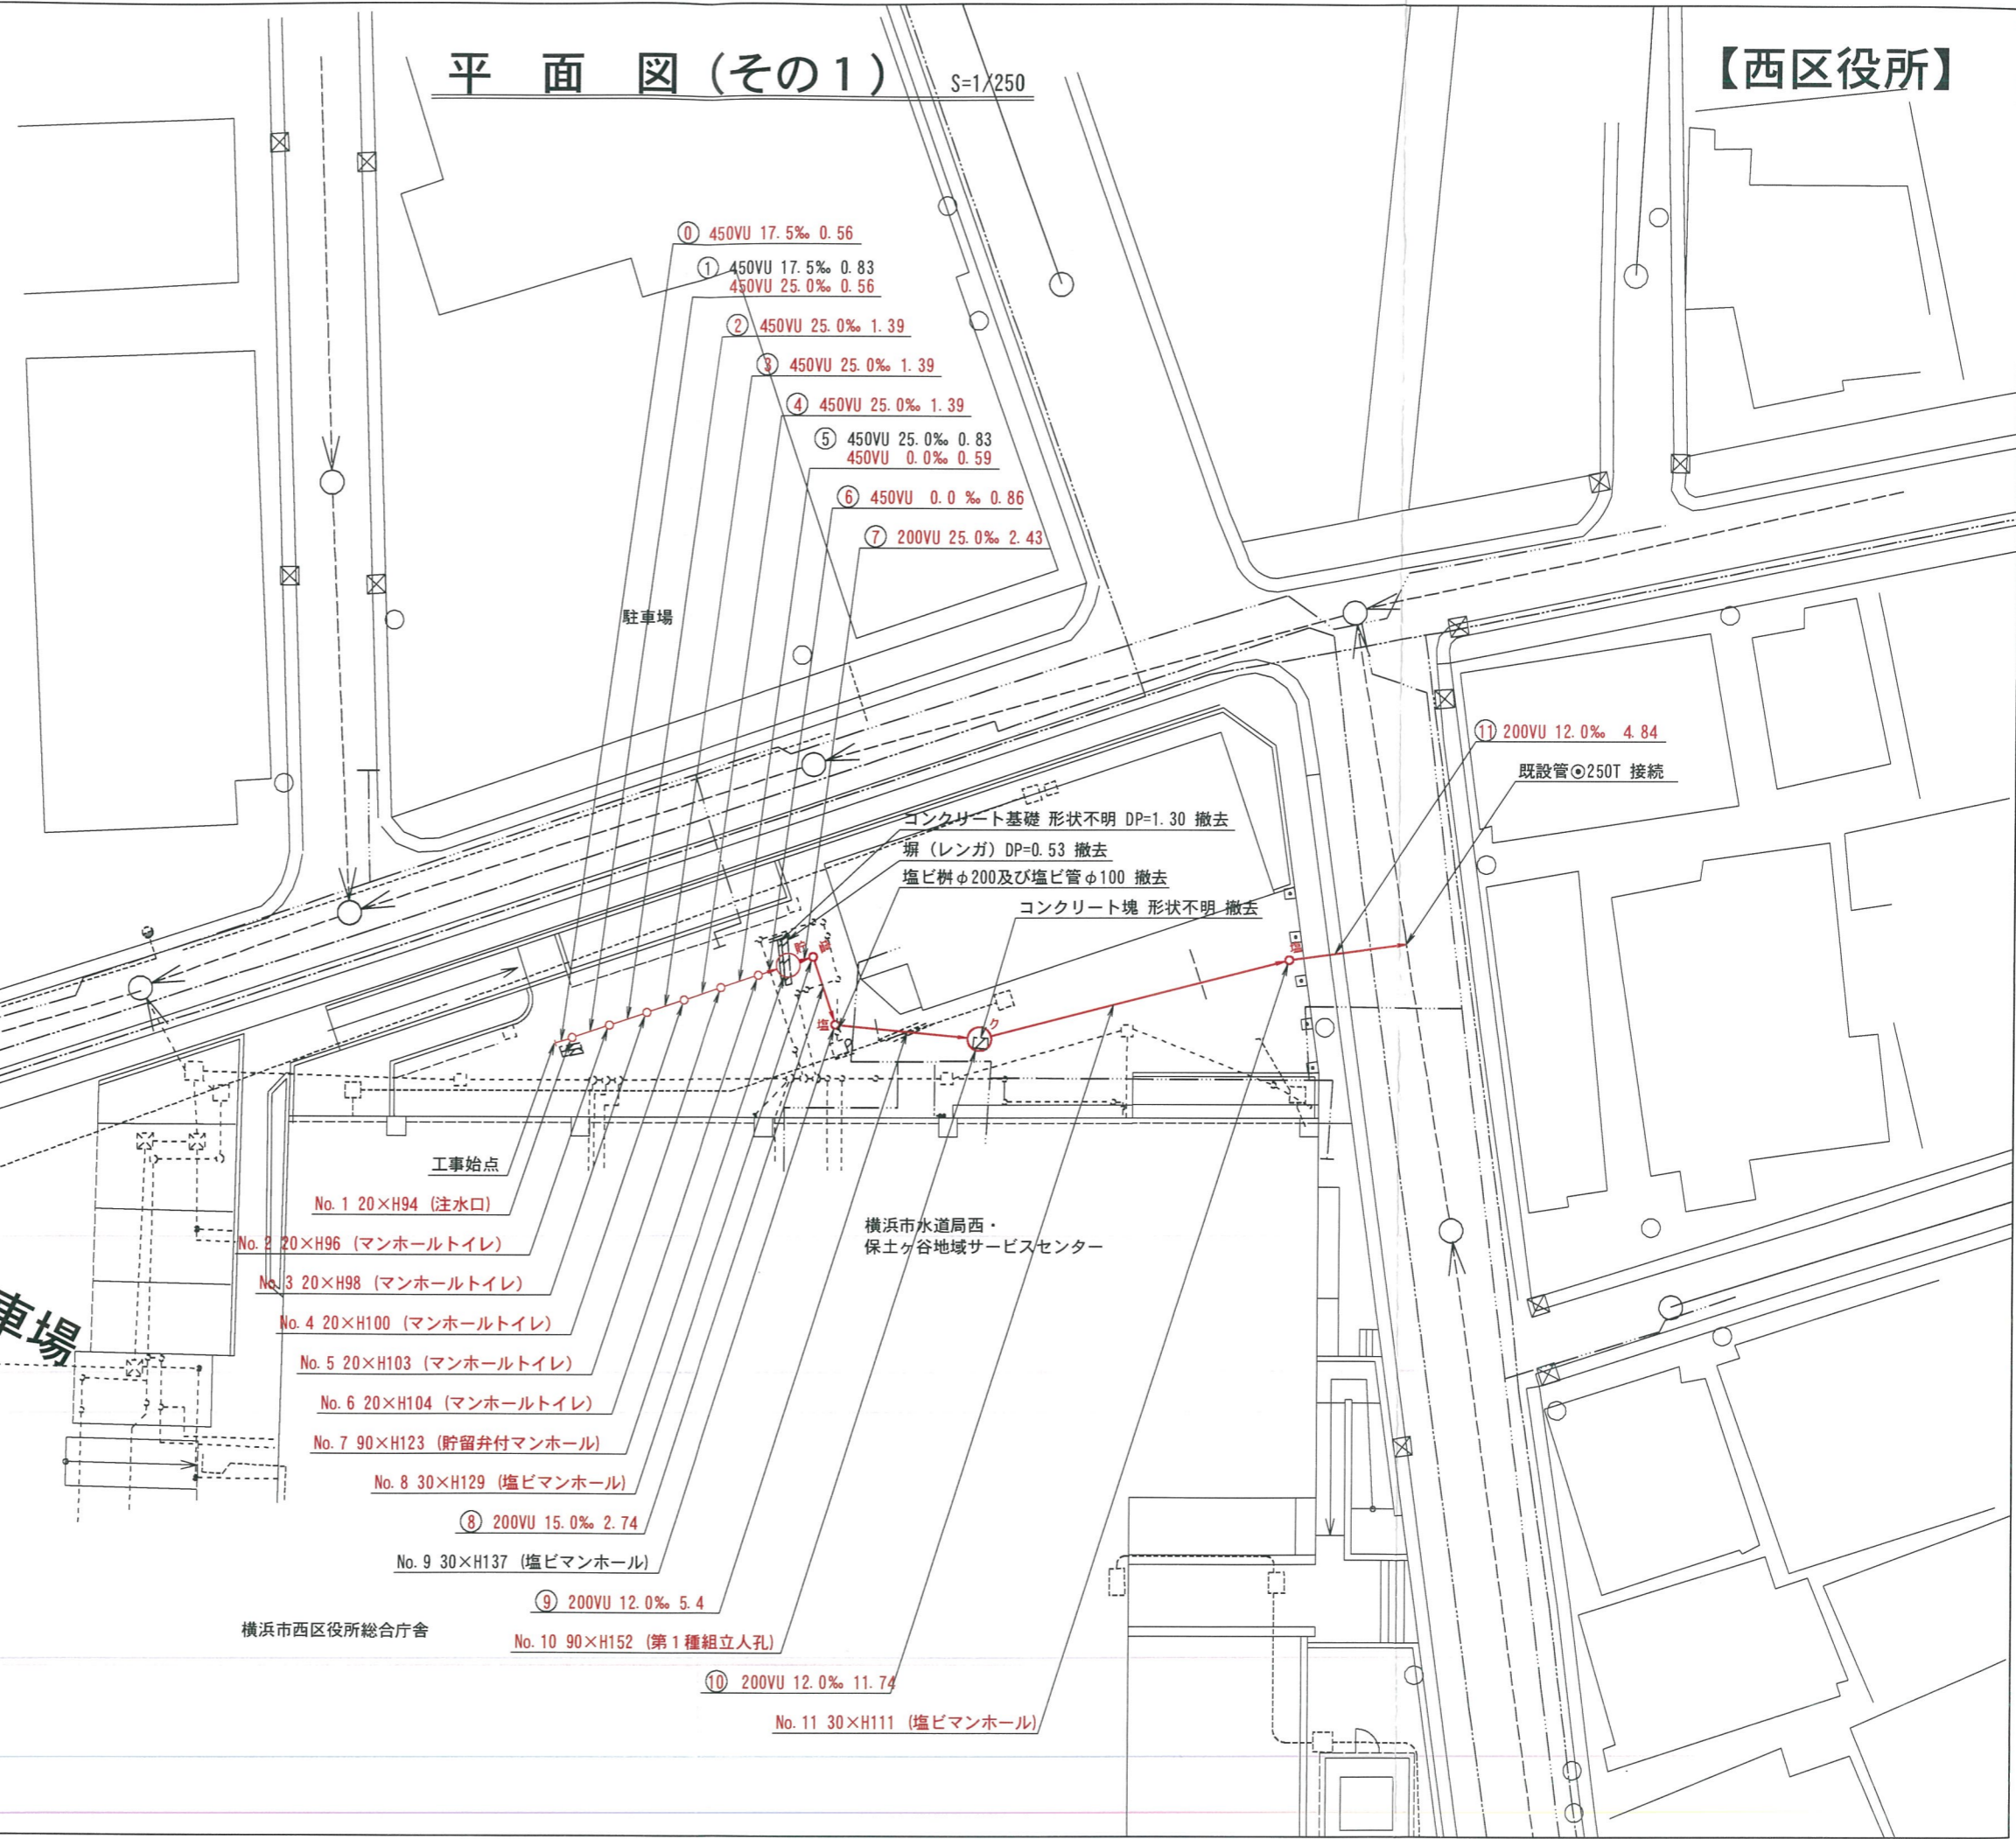 平 面 図（その１） S=1/250
【西区役所】
⓪ 450VU 17.5‰ 0.56
① 450VU 17.5‰ 0.83
450VU 25.0‰ 0.56
② 450VU 25.0‰ 1.39
③ 450VU 25.0‰ 1.39
④ 450VU 25.0‰ 1.39
⑤ 450VU 25.0‰ 0.83
450VU 0.0‰ 0.59
⑥ 450VU 0.0 ‰ 0.86
⑦ 200VU 25.0‰ 2.43
駐車場
⑪ 200VU 12.0‰ 4.84
既設管⦿250T 接続
コンクリート基礎 形状不明 DP=1.30 撤去
塀（レンガ）DP=0.53 撤去
塩ビ桝φ200及び塩ビ管φ100 撤去
コンクリート塊 形状不明 撤去
塩
塩
ク
工事始点
No.1 20×H94（注水口）
No.2 20×H96（マンホールトイレ）
No.3 20×H98（マンホールトイレ）
No.4 20×H100（マンホールトイレ）
No.5 20×H103（マンホールトイレ）
No.6 20×H104（マンホールトイレ）
No.7 90×H123（貯留弁付マンホール）
No.8 30×H129（塩ビマンホール）
⑧ 200VU 15.0‰ 2.74
No.9 30×H137（塩ビマンホール）
⑨ 200VU 12.0‰ 5.4
No.10 90×H152（第１種組立人孔）
⑩ 200VU 12.0‰ 11.74
No.11 30×H111（塩ビマンホール）
横浜市水道局西・
保土ヶ谷地域サービスセンター
車場
横浜市西区役所総合庁舎